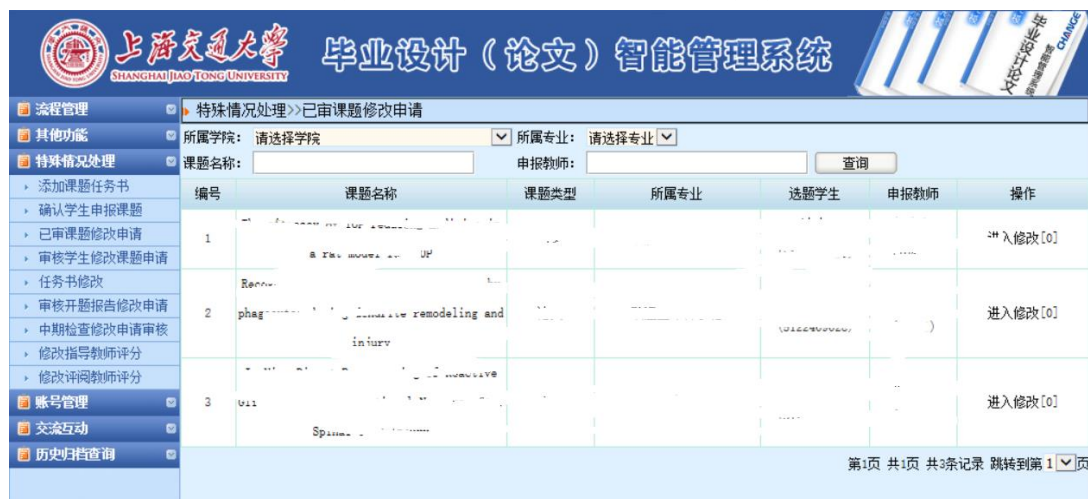 上海交通大学
SHANGHAI JIAO TONG UNIVERSITY
毕业设计（论文）智能管理系统
毕业设计论文
智能管理系统
CHANGE
流程管理
其他功能
特殊情况处理
添加课题任务书
确认学生申报课题
已审课题修改申请
审核学生修改课题申请
任务书修改
审核开题报告修改申请
中期检查修改申请审核
修改指导教师评分
修改评阅教师评分
账号管理
交流互动
历史归档查询
特殊情况处理>>已审课题修改申请
所属学院： 请选择学院 所属专业： 请选择专业
课题名称： 申报教师： 查询
编号 课题名称 课题类型 所属专业 选题学生 申报教师 操作
1 进入修改[0]
a rat model
2 remodeling and 进入修改[0]
injury
3 进入修改[0]
第1页 共1页 共3条记录 跳转到第 1 页